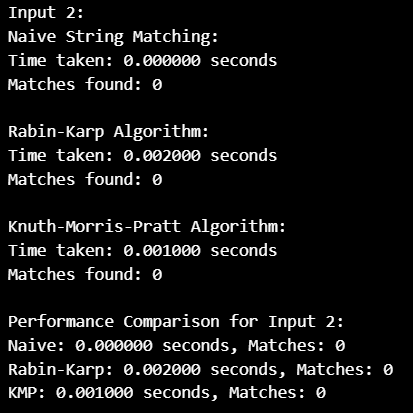 Input 2:
Naive String Matching:
Time taken: 0.000000 seconds
Matches found: 0
Rabin-Karp Algorithm:
Time taken: 0.002000 seconds
Matches found: 0
Knuth-Morris-Pratt Algorithm:
Time taken: 0.001000 seconds
Matches found: 0
Performance Comparison for Input 2:
Naive: 0.000000 seconds, Matches: 0
Rabin-Karp: 0.002000 seconds, Matches: 0
KMP: 0.001000 seconds, Matches: 0